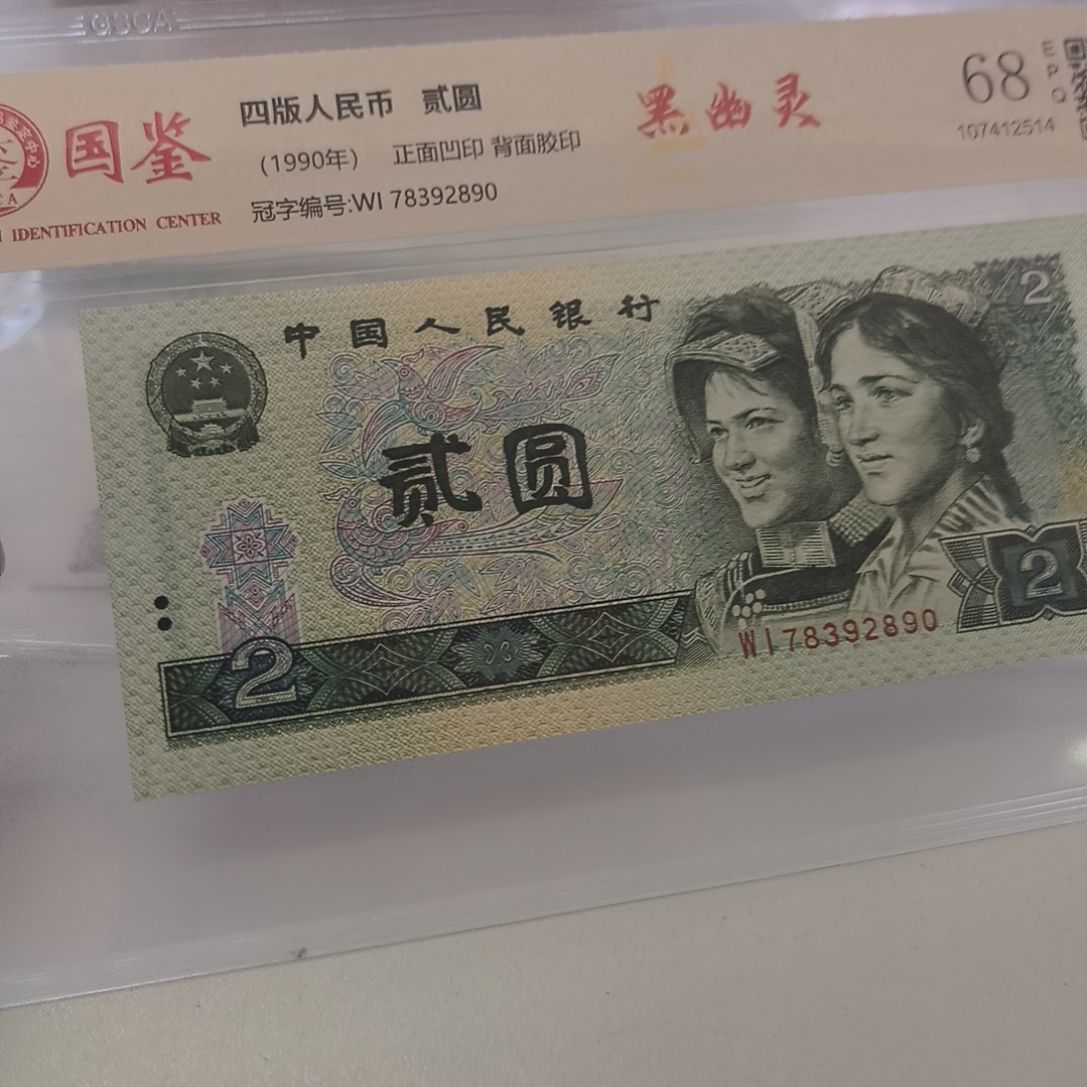 GSCA
国鉴
IDENTIFICATION CENTER
四版人民币 贰圆
(1990年) 正面凹印 背面胶印
冠字编号:WI 78392890
黑幽灵
68
EPQ
107412514
中国人民银行
2
贰圆
2
2
WI78392890